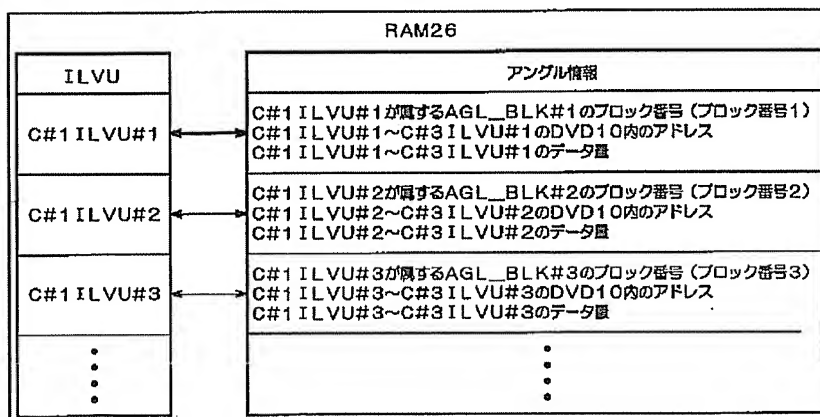 RAM26
ILVU
アングル情報
C#1ILVU#1
C#1ILVU#1が属するAGL_BLK#1のブロック番号(ブロック番号1)
C#1ILVU#1~C#3ILVU#1のDVD10内のアドレス
C#1ILVU#1~C#3ILVU#1のデータ量
C#1ILVU#2
C#1ILVU#2が属するAGL_BLK#2のブロック番号(ブロック番号2)
C#1ILVU#2~C#3ILVU#2のDVD10内のアドレス
C#1ILVU#2~C#3ILVU#2のデータ量
C#1ILVU#3
C#1ILVU#3が属するAGL_BLK#3のブロック番号(ブロック番号3)
C#1ILVU#3~C#3ILVU#3のDVD10内のアドレス
C#1ILVU#3~C#3ILVU#3のデータ量